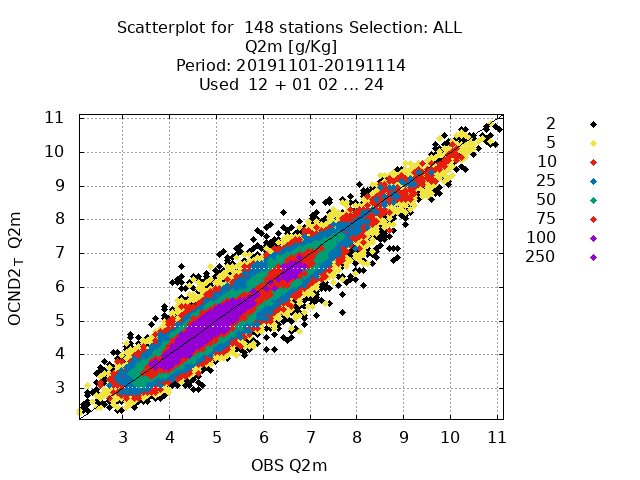 Scatterplot for  148 stations Selection: ALL
Q2m [g/Kg]
Period: 20191101-20191114
Used  12 + 01 02 ... 24
11
10
9
8
7
6
5
4
3
OCND2T  Q2m
3 4 5 6 7 8 9 10 11
OBS Q2m
2
5
10
25
50
75
100
250